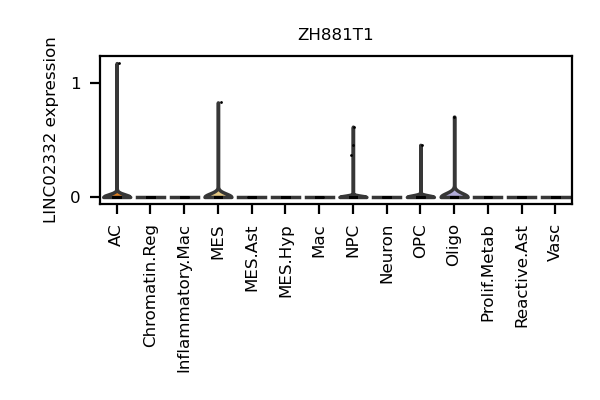 ZH881T1
LINC02332 expression
1
0
AC
Chromatin.Reg
Inflammatory.Mac
MES
MES.Ast
MES.Hyp
Mac
NPC
Neuron
OPC
Oligo
Prolif.Metab
Reactive.Ast
Vasc